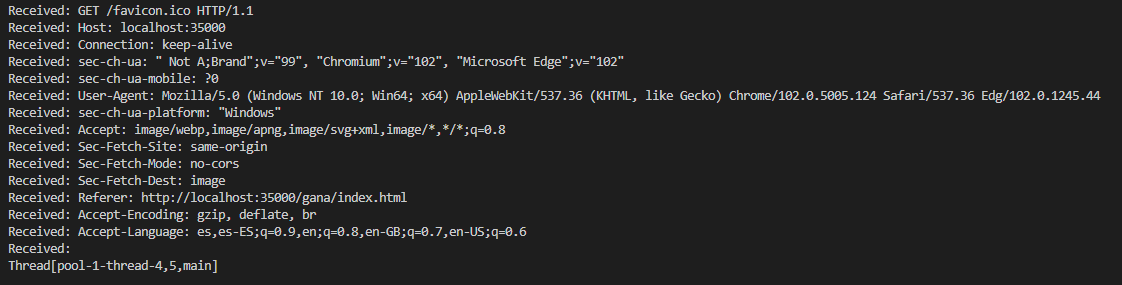 Received: GET /favicon.ico HTTP/1.1
Received: Host: localhost:35000
Received: Connection: keep-alive
Received: sec-ch-ua: " Not A;Brand";v="99", "Chromium";v="102", "Microsoft Edge";v="102"
Received: sec-ch-ua-mobile: ?0
Received: User-Agent: Mozilla/5.0 (Windows NT 10.0; Win64; x64) AppleWebKit/537.36 (KHTML, like Gecko) Chrome/102.0.5005.124 Safari/537.36 Edg/102.0.1245.44
Received: sec-ch-ua-platform: "Windows"
Received: Accept: image/webp,image/apng,image/svg+xml,image/*,*/*;q=0.8
Received: Sec-Fetch-Site: same-origin
Received: Sec-Fetch-Mode: no-cors
Received: Sec-Fetch-Dest: image
Received: Referer: http://localhost:35000/gana/index.html
Received: Accept-Encoding: gzip, deflate, br
Received: Accept-Language: es,es-ES;q=0.9,en;q=0.8,en-GB;q=0.7,en-US;q=0.6
Received:
Thread[pool-1-thread-4,5,main]